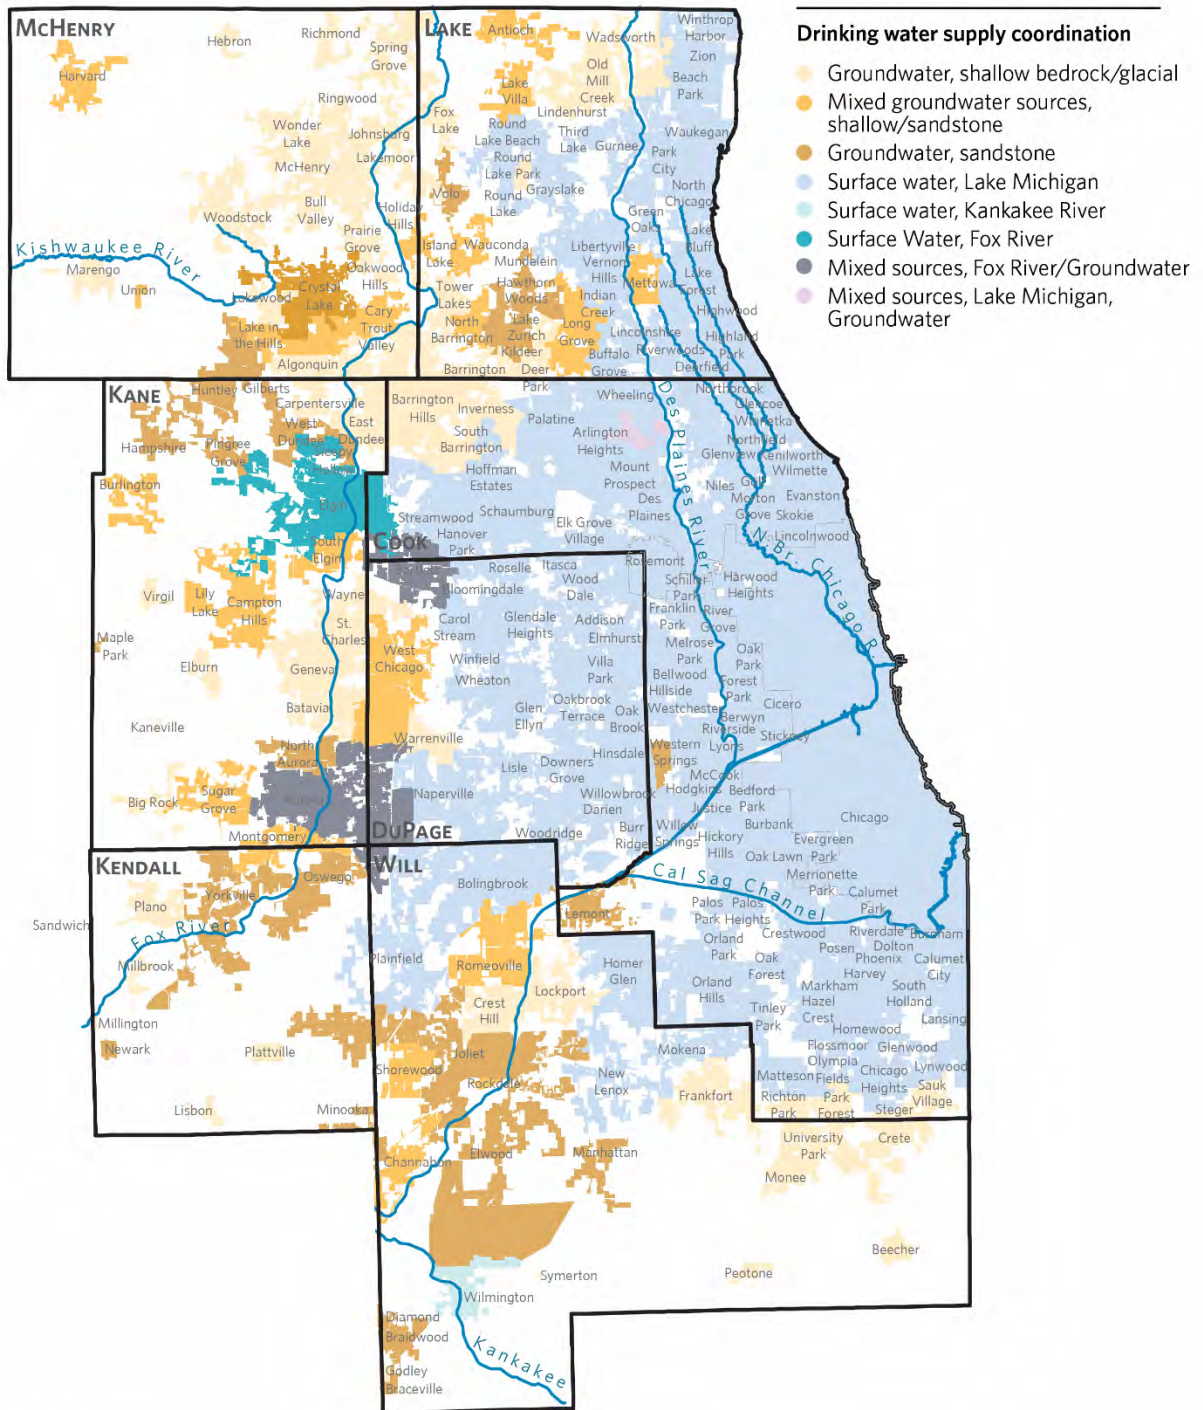 Drinking water supply coordination
Groundwater, shallow bedrock/glacial
Mixed groundwater sources,
shallow/sandstone
Groundwater, sandstone
Surface water, Lake Michigan
Surface water, Kankakee River
Surface Water, Fox River
Mixed sources, Fox River/Groundwater
Mixed sources, Lake Michigan,
Groundwater
MCHENRY
Harvard
Hebron
Richmond
Spring
Grove
Ringwood
Wonder
Lake
Johnsburg
McHenry
Lakemoor
Bull
Valley
Woodstock
Holiday
Hills
Prairie
Grove
Kishwaukee River
Marengo
Union
Oakwood
Hills
Lakewood
Crystal
Lake
Cary
Trout
Valley
Lake in
the Hills
Algonquin
LAKE
Antioch
Wadsworth
Winthrop
Harbor
Zion
Old
Mill
Creek
Beach
Park
Lake
Villa
Lindenhurst
Fox
Lake
Round
Lake Beach
Third
Lake
Gurnee
Waukegan
Round
Lake Park
Park
City
Volo
Round
Lake
Grayslake
North
Chicago
Green
Oaks
Lake
Bluff
Island
Lake
Wauconda
Mundelein
Libertyville
Vernon
Hills
Mettawa
Lake
Forest
Tower
Lakes
Hawthorn
Woods
Indian
Creek
Highwood
North
Barrington
Lake
Zurich
Kildeer
Long
Grove
Lincolnshire
Riverwoods
Highland
Park
Buffalo
Grove
Deerfield
Barrington
Deer
Park
KANE
Huntley
Gilberts
Carpentersville
West
Dundee
East
Dundee
Sleepy
Hollow
Hampshire
Pingree
Grove
Burlington
Elgin
South
Elgin
Virgil
Lily
Lake
Campton
Hills
Wayne
St.
Charles
Maple
Park
Elburn
Geneva
Batavia
Kaneville
North
Aurora
Big Rock
Sugar
Grove
Aurora
Montgomery
COOK
Barrington
Hills
Inverness
South
Barrington
Palatine
Wheeling
Northbrook
Glencoe
Winnetka
Arlington
Heights
Northfield
Glenview
Kenilworth
Wilmette
Hoffman
Estates
Mount
Prospect
Des
Plaines
Niles
Golf
Morton
Grove
Evanston
Skokie
Lincolnwood
Des Plaines River
N. Br. Chicago R.
Streamwood
Schaumburg
Hanover
Park
Elk Grove
Village
Rosemont
Schiller
Park
Harwood
Heights
Franklin
Park
River
Grove
Melrose
Park
Oak
Park
Bellwood
Hillside
Forest
Park
Westchester
Cicero
Berwyn
Riverside
Stickney
Western
Springs
Lyons
McCook
Hodgkins
Bedford
Park
Justice
Burbank
Chicago
Willow
Springs
Hickory
Hills
Oak Lawn
Evergreen
Park
Merrionette
Park
Calumet
Park
Cal Sag Channel
Palos
Park
Palos
Heights
Crestwood
Riverdale
Burnham
Orland
Park
Posen
Dolton
Phoenix
Calumet
City
Oak
Forest
Harvey
Orland
Hills
Markham
Hazel
Crest
South
Holland
Tinley
Park
Homewood
Lansing
Flossmoor
Glenwood
Olympia
Fields
Matteson
Chicago
Heights
Lynwood
Richton
Park
Park
Forest
Sauk
Village
Steger
DUPAGE
Roselle
Itasca
Bloomingdale
Wood
Dale
Carol
Stream
Glendale
Heights
Addison
Elmhurst
West
Chicago
Winfield
Wheaton
Villa
Park
Glen
Ellyn
Oakbrook
Terrace
Oak
Brook
Warrenville
Lisle
Downers
Grove
Hinsdale
Naperville
Willowbrook
Darien
Woodridge
Burr
Ridge
KENDALL
Oswego
Yorkville
Plano
Sandwich
Fox River
Millbrook
Millington
Newark
Plattville
Lisbon
Minooka
WILL
Bolingbrook
Lemont
Plainfield
Romeoville
Homer
Glen
Lockport
Crest
Hill
Joliet
Mokena
Shorewood
Rockdale
New
Lenox
Frankfort
Channahon
Elwood
Manhattan
University
Park
Crete
Monee
Beecher
Peotone
Symerton
Wilmington
Diamond
Braidwood
Godley
Braceville
Kankakee